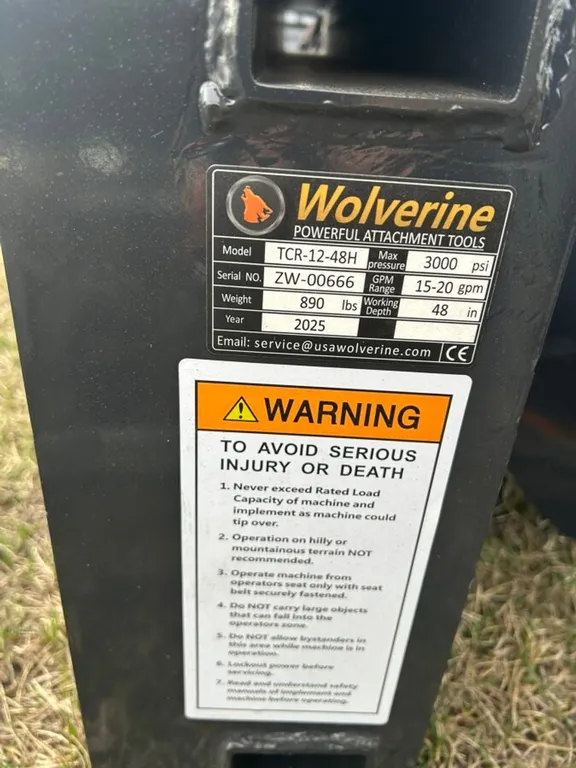 Wolverine
POWERFUL ATTACHMENT TOOLS
Model TCR-12-48H Max pressure 3000 psi
Serial NO. ZW-00666 GPM Range 15-20 gpm
Weight 890 lbs Working Depth 48 in
Year 2025
Email: service@usawolverine.com CE
WARNING
TO AVOID SERIOUS
INJURY OR DEATH
1. Never exceed Rated Load
Capacity of machine and
implement as machine could
tip over.
2. Operation on hilly or
mountainous terrain NOT
recommended.
3. Operate machine from
operators seat only with seat
belt securely fastened.
4. Do NOT carry large objects
that can fall into the
operators zone.
5. Do NOT allow bystanders in
this area while machine is in
operation.
6. Lockout power before
servicing.
7. Read and understand safety
manuals of implement and
machine before operating.